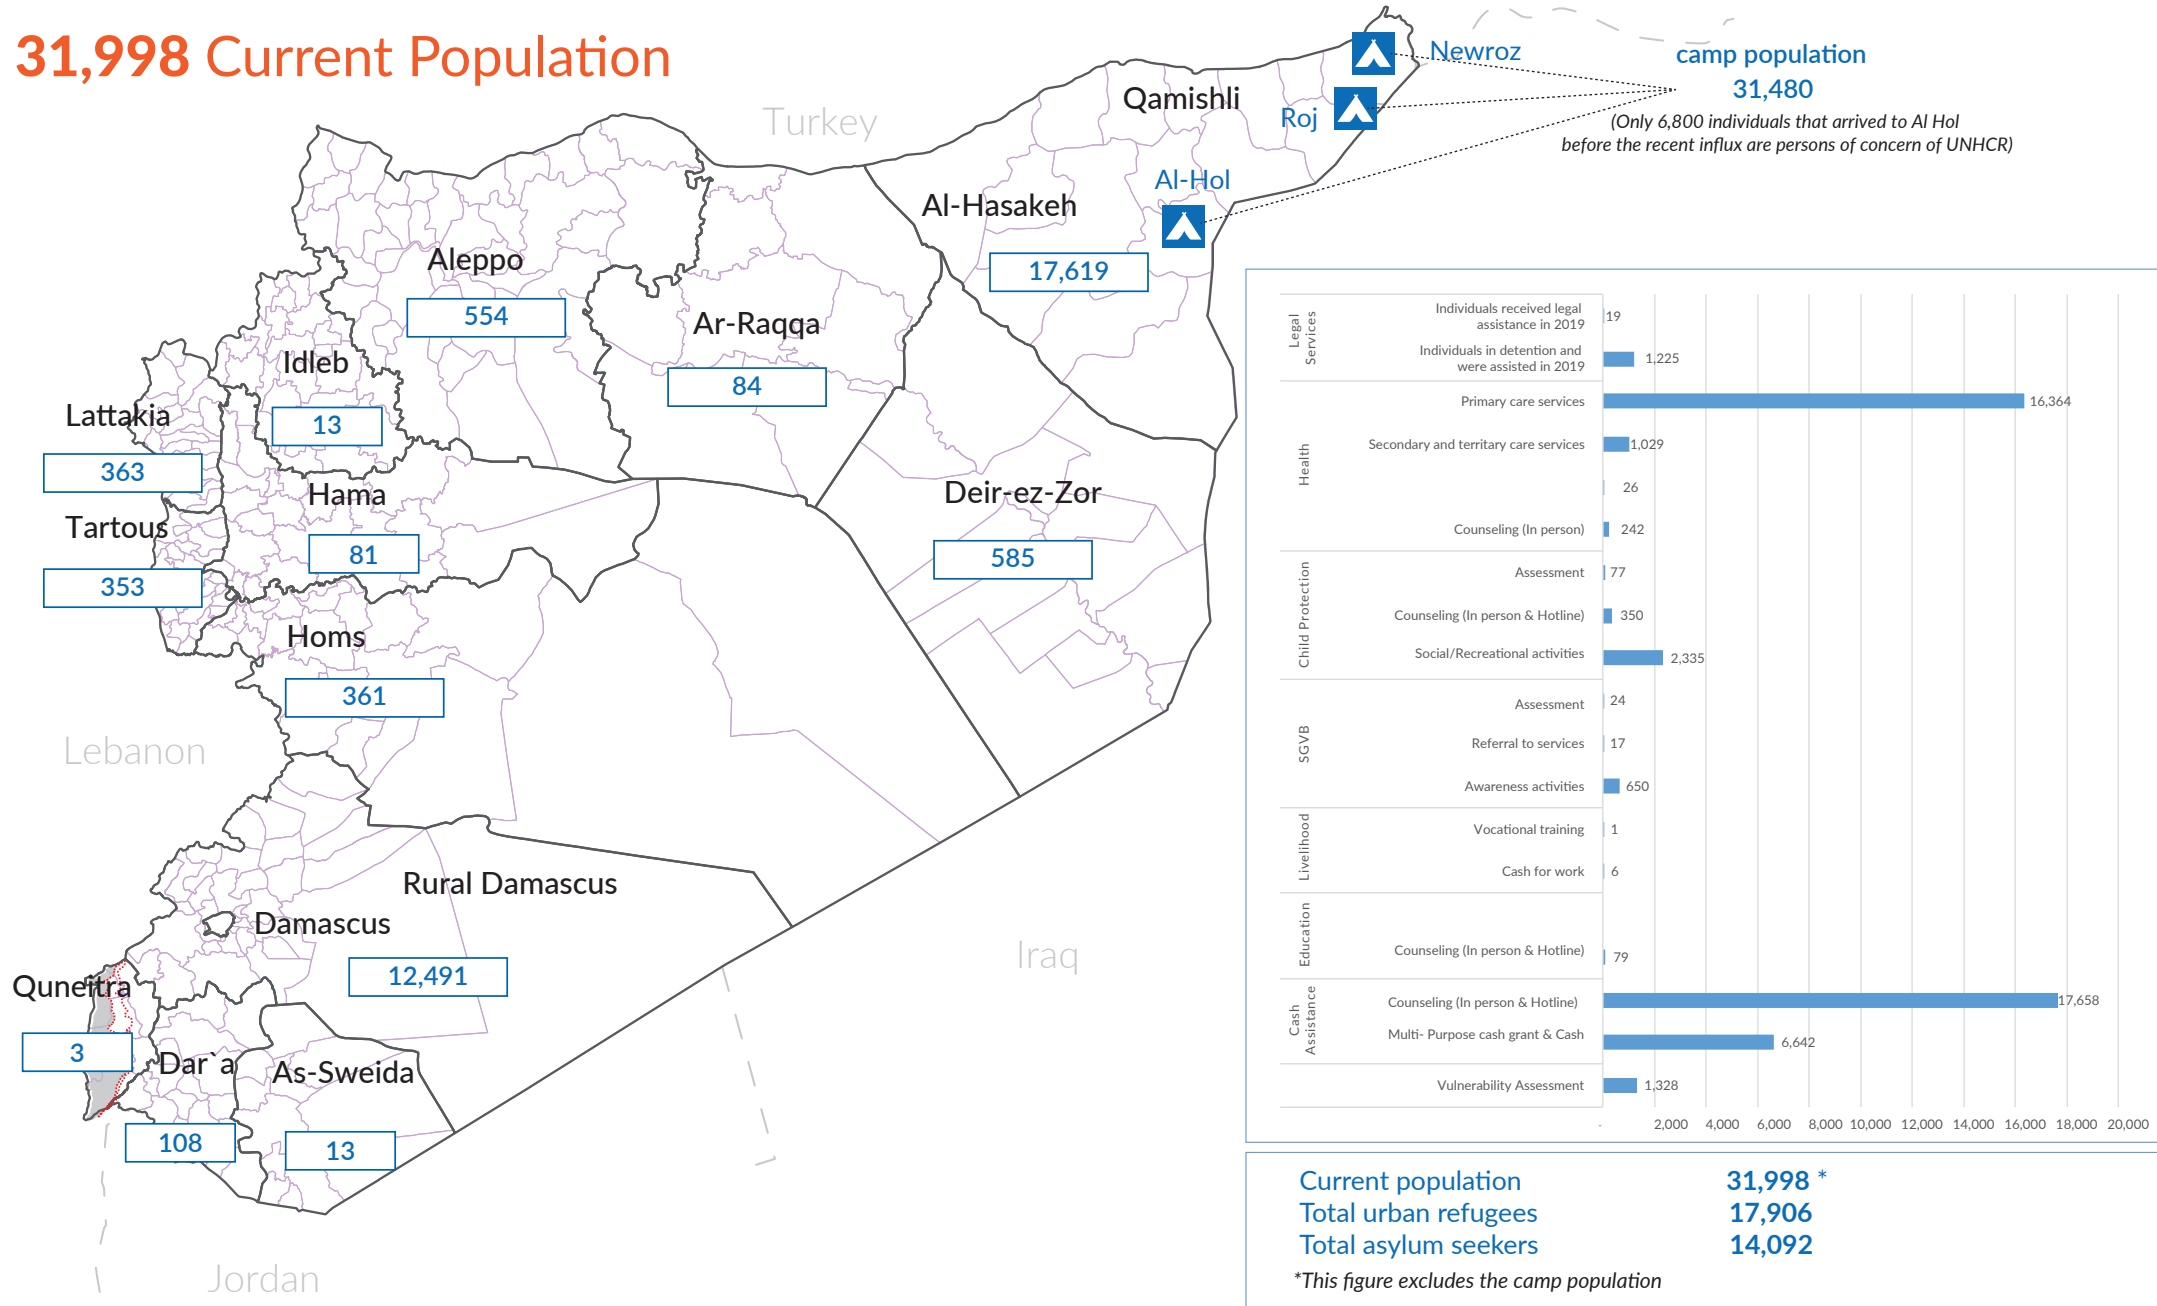 31,998 Current Population
Turkey
Newroz
Qamishli
Roj
camp population
31,480
(Only 6,800 individuals that arrived to Al Hol
before the recent influx are persons of concern of UNHCR)
Al-Hol
Al-Hasakeh
17,619
Aleppo
554
Ar-Raqqa
84
Idleb
13
Lattakia
363
Hama
81
Tartous
353
Deir-ez-Zor
585
Homs
361
Lebanon
Rural Damascus
Damascus
12,491
Iraq
Quneitra
3
Dar`a
108
As-Sweida
13
Jordan
Legal
Services
Individuals received legal
assistance in 2019
19
Individuals in detention and
were assisted in 2019
1,225
Health
Primary care services
16,364
Secondary and territary care services
1,029
26
Counseling (In person)
242
Child Protection
Assessment
77
Counseling (In person & Hotline)
350
Social/Recreational activities
2,335
SGVB
Assessment
24
Referral to services
17
Awareness activities
650
Livelihood
Vocational training
1
Cash for work
6
Education
Counseling (In person & Hotline)
79
Cash
Assistance
Counseling (In person & Hotline)
17,658
Multi- Purpose cash grant & Cash
6,642
Vulnerability Assessment
1,328
- 2,000 4,000 6,000 8,000 10,000 12,000 14,000 16,000 18,000 20,000
Current population 31,998 *
Total urban refugees 17,906
Total asylum seekers 14,092
*This figure excludes the camp population